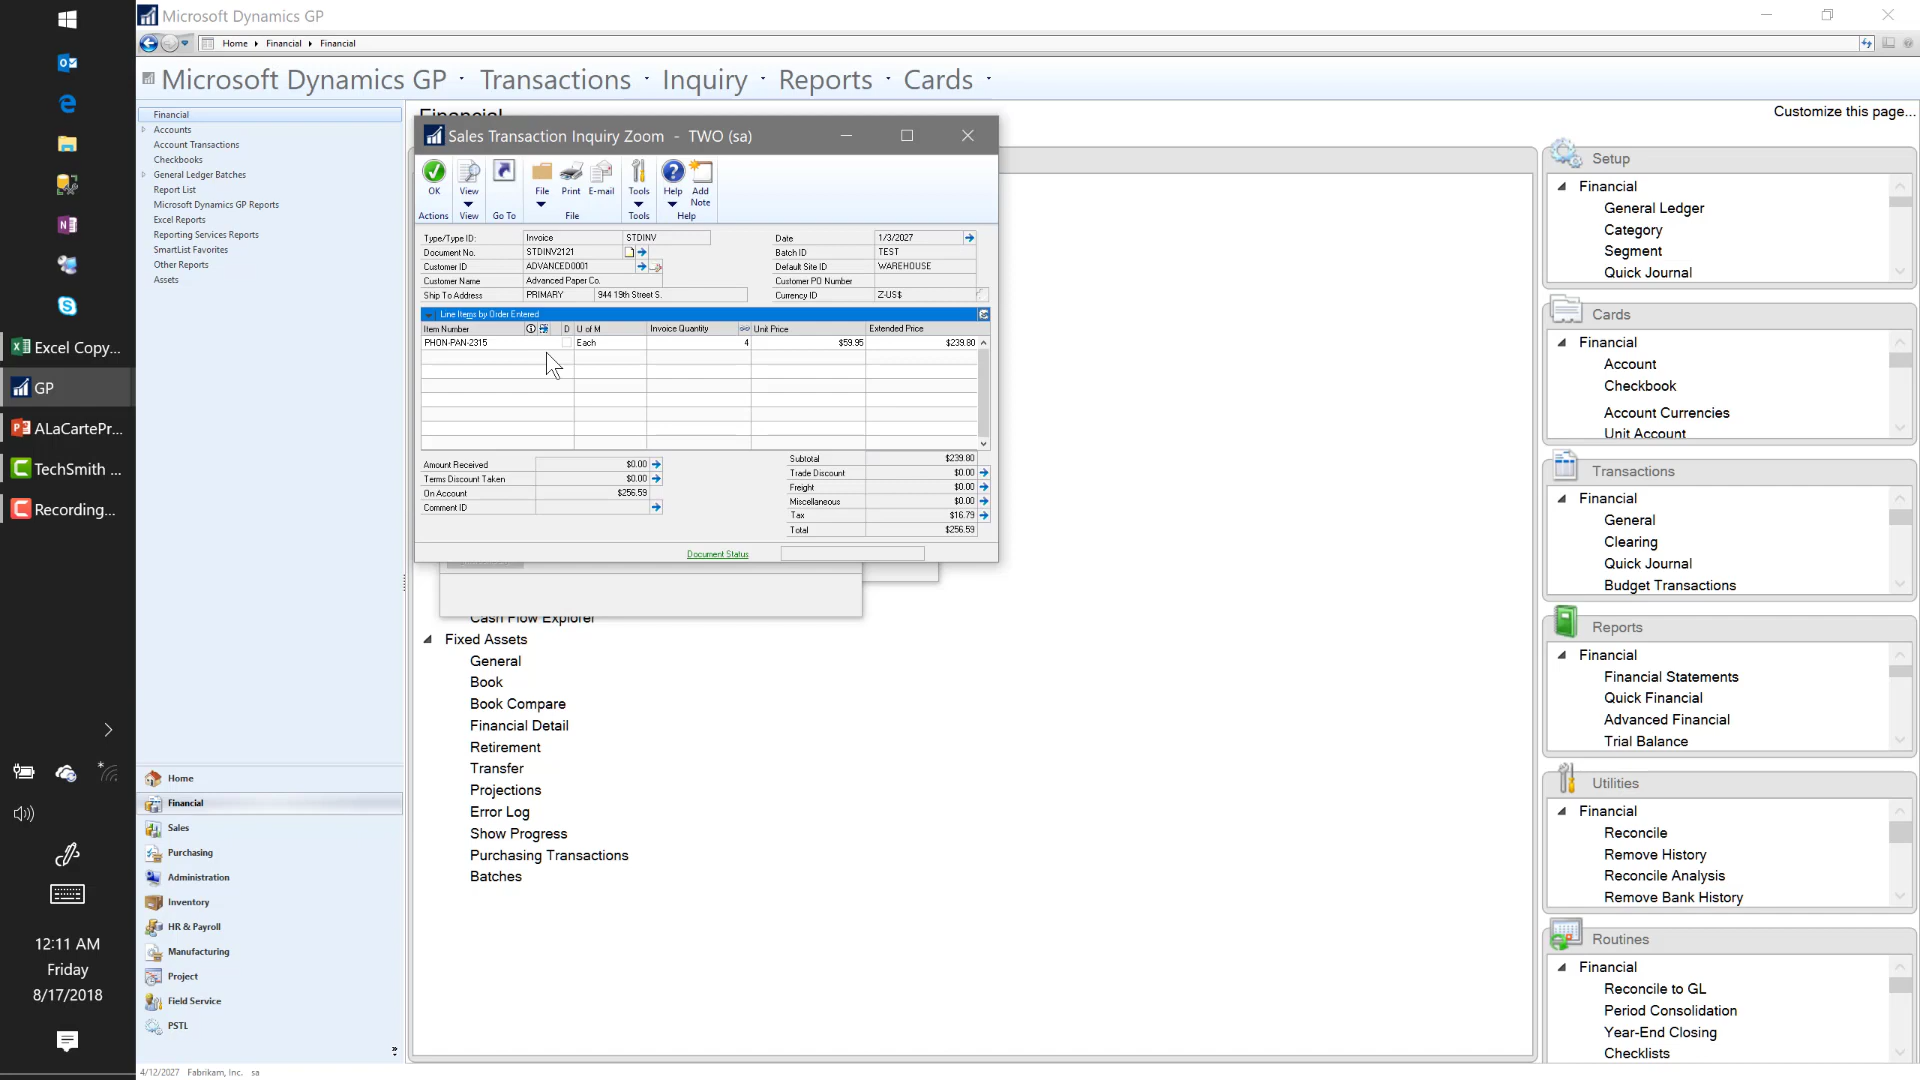 Microsoft Dynamics GP
Home Financial Financial
Microsoft Dynamics GP Transactions Inquiry Reports Cards
Customize this page...
Financial
Accounts
Account Transactions
Checkbooks
General Ledger Batches
Report List
Microsoft Dynamics GP Reports
Excel Reports
Reporting Services Reports
SmartList Favorites
Other Reports
Assets
Home
Financial
Sales
Purchasing
Administration
Inventory
HR & Payroll
Manufacturing
Project
Field Service
PSTL
4/12/2027 Fabrikam, Inc. sa
Excel Copy...
GP
ALaCartePr...
TechSmith ...
Recording...
12:11 AM
Friday
8/17/2018
Financial
Sales Transaction Inquiry Zoom - TWO (sa)
OK View File Print E-mail Tools Help Add Note
Actions View Go To File Tools Help
Type/Type ID: Invoice STDINV Date 1/3/2027
Document No. STDINV2121 Batch ID TEST
Customer ID ADVANCED0001 Default Site ID WAREHOUSE
Customer Name Advanced Paper Co. Customer PO Number
Ship To Address PRIMARY 944 19th Street S. Currency ID Z-US$
Line Items by Order Entered
Item Number D U of M Invoice Quantity Unit Price Extended Price
PHON-PAN-2315 Each 4 $59.95 $239.80
Amount Received $0.00
Terms Discount Taken $0.00
On Account $256.59
Comment ID
Subtotal $239.80
Trade Discount $0.00
Freight $0.00
Miscellaneous $0.00
Tax $16.79
Total $256.59
Document Status
Cash Flow Explorer
Fixed Assets
General
Book
Book Compare
Financial Detail
Retirement
Transfer
Projections
Error Log
Show Progress
Purchasing Transactions
Batches
Setup
Financial
General Ledger
Category
Segment
Quick Journal
Cards
Financial
Account
Checkbook
Account Currencies
Unit Account
Transactions
Financial
General
Clearing
Quick Journal
Budget Transactions
Reports
Financial
Financial Statements
Quick Financial
Advanced Financial
Trial Balance
Utilities
Financial
Reconcile
Remove History
Reconcile Analysis
Remove Bank History
Routines
Financial
Reconcile to GL
Period Consolidation
Year-End Closing
Checklists